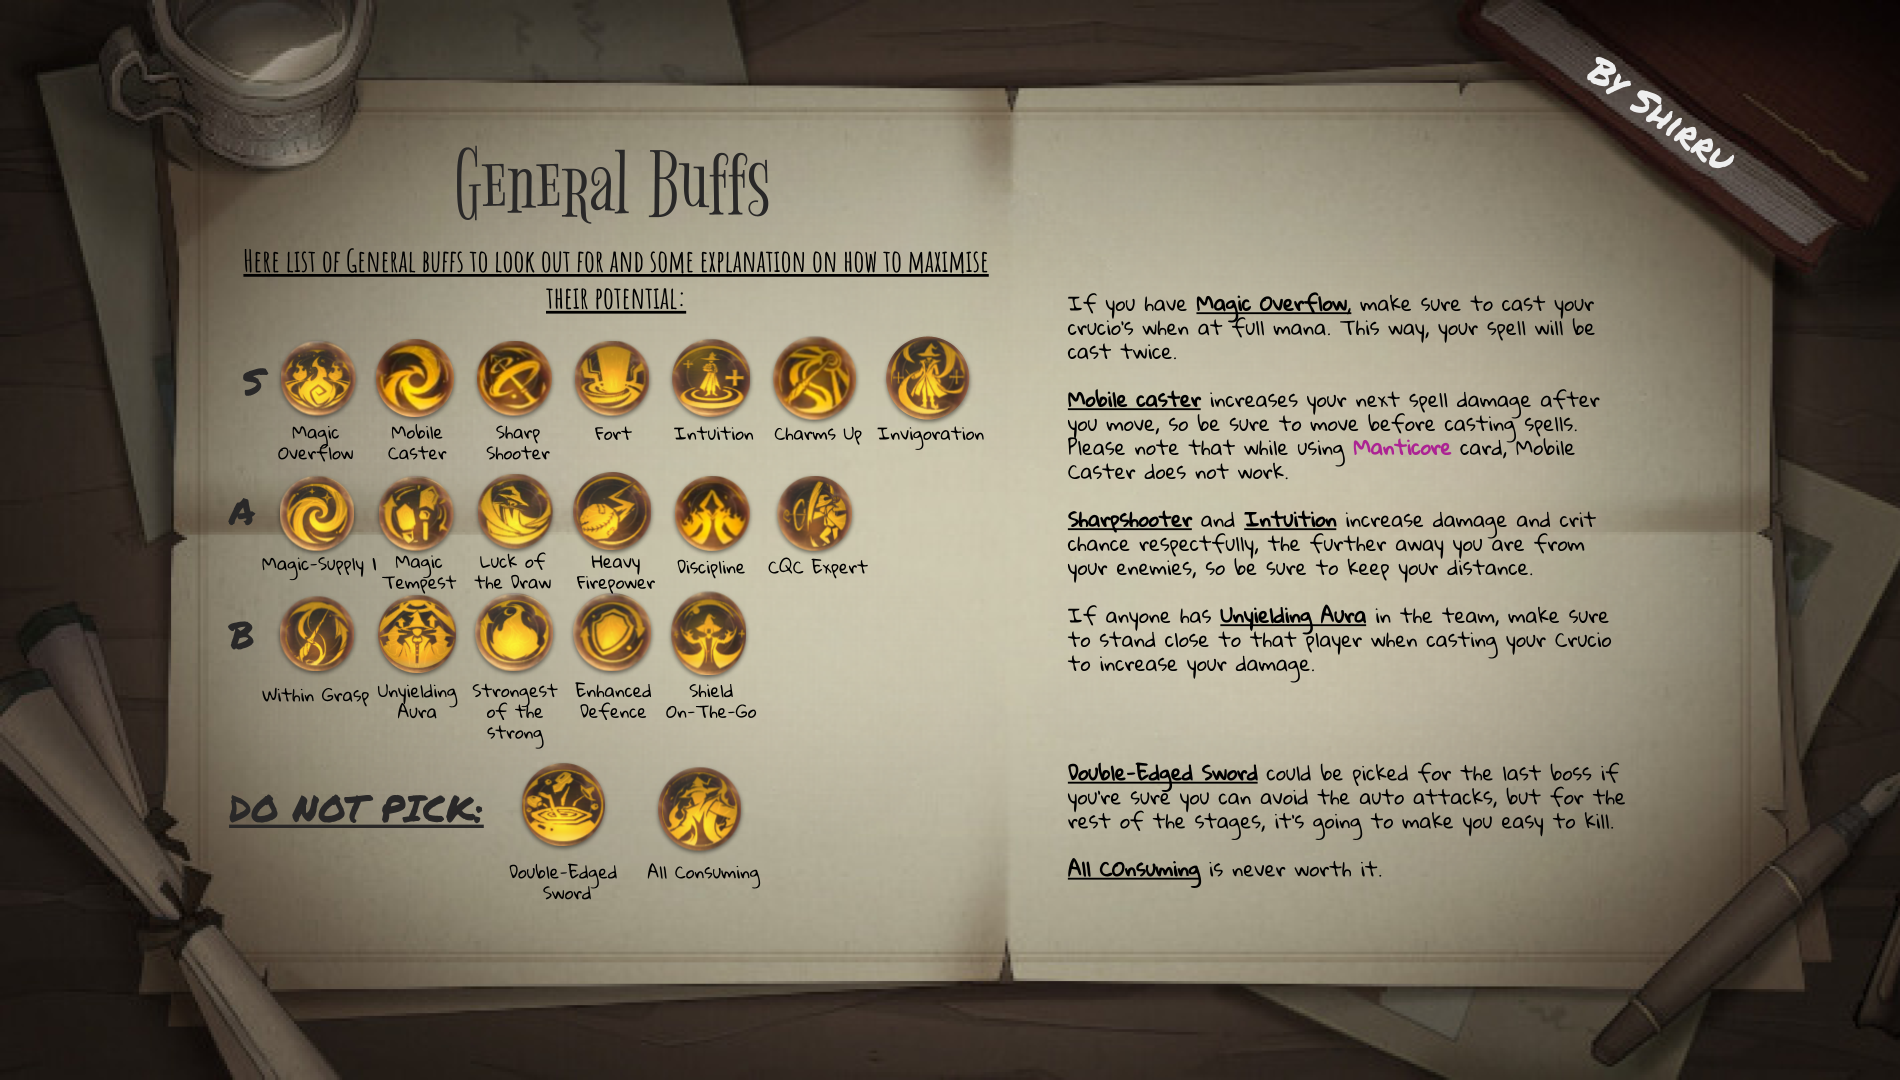 By Shirru
General Buffs
Here list of General buffs to look out for and some explanation on how to maximise
their potential:
S
Magic
Overflow
Mobile
Caster
Sharp
Shooter
Fort
Intuition
Charms Up
Invigoration
A
Magic-Supply I
Magic
Tempest
Luck of
the Draw
Heavy
Firepower
Discipline
CQC Expert
B
Within Grasp
Unyielding
Aura
Strongest
of the
strong
Enhanced
Defence
Shield
On-The-Go
DO NOT PICK:
Double-Edged
Sword
All Consuming
If you have Magic Overflow, make sure to cast your
crucio's when at full mana. This way, your spell will be
cast twice.
Mobile caster increases your next spell damage after
you move, so be sure to move before casting spells.
Please note that while using Manticore card, Mobile
Caster does not work.
Sharpshooter and Intuition increase damage and crit
chance respectfully, the further away you are from
your enemies, so be sure to keep your distance.
If anyone has Unyielding Aura in the team, make sure
to stand close to that player when casting your Crucio
to increase your damage.
Double-Edged Sword could be picked for the last boss if
you're sure you can avoid the auto attacks, but for the
rest of the stages, it's going to make you easy to kill.
All COnsuming is never worth it.